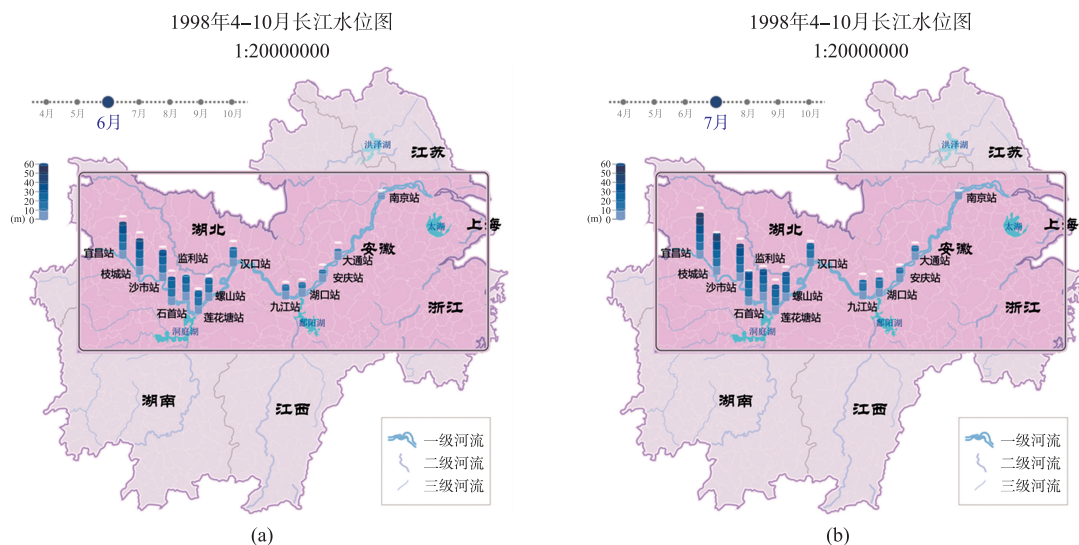 1998年4–10月长江水位图
1:20000000
4月 5月 6月 7月 8月 9月 10月
60
50
40
30
20
10
(m) 0
洪泽湖
江苏
南京站
上海
太湖
湖北
安徽
宜昌站
监利站
汉口站
大通站
枝城站
安庆站
沙市站
螺山站
湖口站
九江站
石首站
莲花塘站
浙江
洞庭湖
鄱阳湖
湖南
江西
一级河流
二级河流
三级河流
(a)
1998年4–10月长江水位图
1:20000000
4月 5月 6月 7月 8月 9月 10月
60
50
40
30
20
10
(m) 0
洪泽湖
江苏
南京站
上海
太湖
湖北
安徽
宜昌站
监利站
汉口站
大通站
枝城站
安庆站
沙市站
螺山站
湖口站
九江站
石首站
莲花塘站
浙江
洞庭湖
鄱阳湖
湖南
江西
一级河流
二级河流
三级河流
(b)